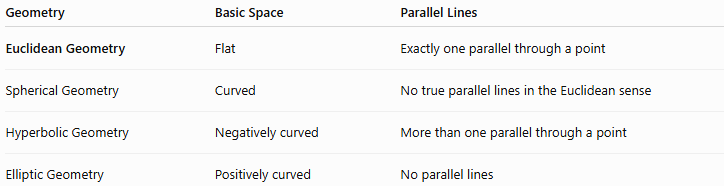 Geometry Basic Space Parallel Lines
Euclidean Geometry Flat Exactly one parallel through a point
Spherical Geometry Curved No true parallel lines in the Euclidean sense
Hyperbolic Geometry Negatively curved More than one parallel through a point
Elliptic Geometry Positively curved No parallel lines